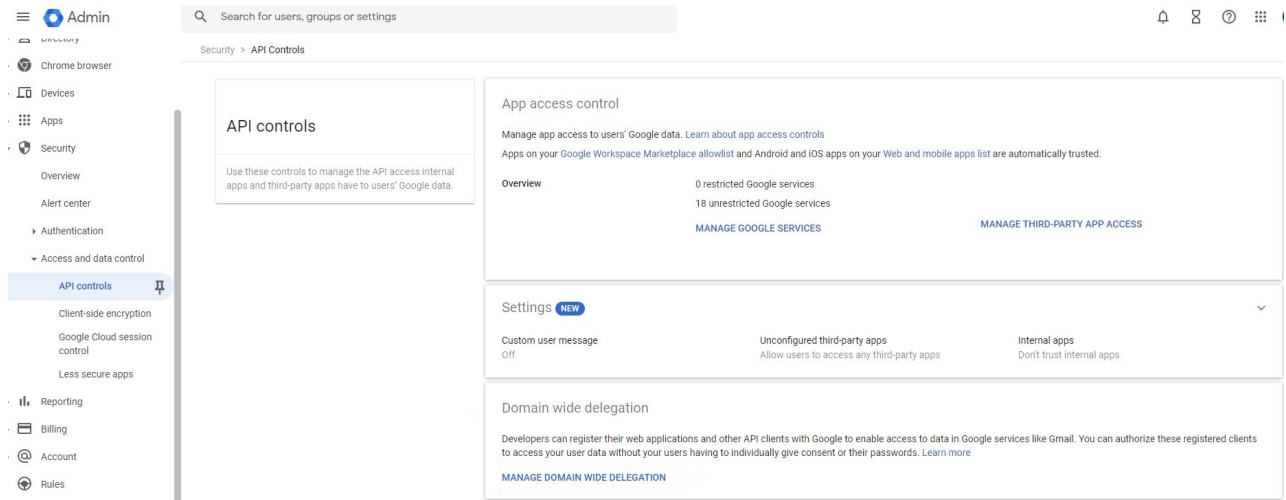 Admin
Search for users, groups or settings
Directory
Chrome browser
Devices
Apps
Security
Overview
Alert center
Authentication
Access and data control
API controls
Client-side encryption
Google Cloud session
control
Less secure apps
Reporting
Billing
Account
Rules
Security > API Controls
API controls
Use these controls to manage the API access internal
apps and third-party apps have to users' Google data.
App access control
Manage app access to users' Google data. Learn about app access controls
Apps on your Google Workspace Marketplace allowlist and Android and iOS apps on your Web and mobile apps list are automatically trusted.
Overview
0 restricted Google services
18 unrestricted Google services
MANAGE GOOGLE SERVICES
MANAGE THIRD-PARTY APP ACCESS
Settings NEW
Custom user message
Off
Unconfigured third-party apps
Allow users to access any third-party apps
Internal apps
Don't trust internal apps
Domain wide delegation
Developers can register their web applications and other API clients with Google to enable access to data in Google services like Gmail. You can authorize these registered clients
to access your user data without your users having to individually give consent or their passwords. Learn more
MANAGE DOMAIN WIDE DELEGATION